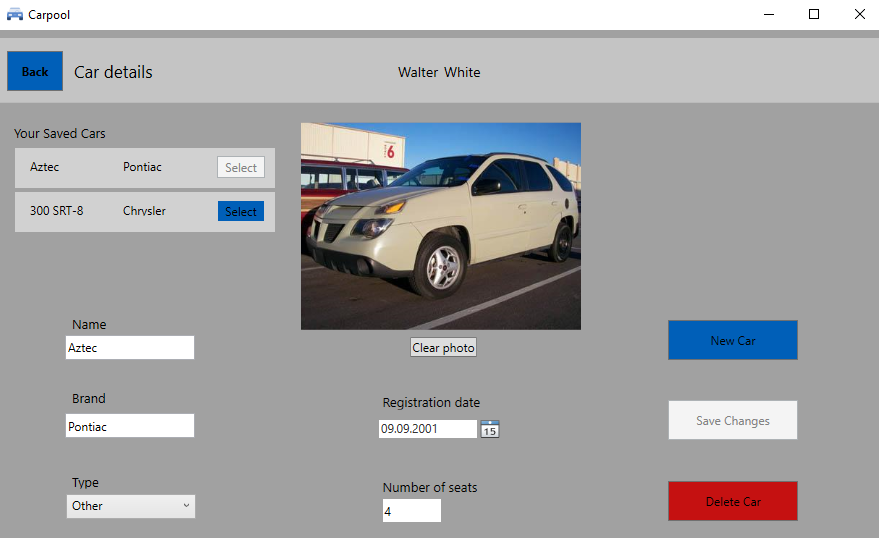 Carpool
Back
Car details
Walter White
Your Saved Cars
Aztec Pontiac Select
300 SRT-8 Chrysler Select
6
Clear photo
Name
Aztec
Brand
Pontiac
Type
Other
Registration date
09.09.2001
15
Number of seats
4
New Car
Save Changes
Delete Car